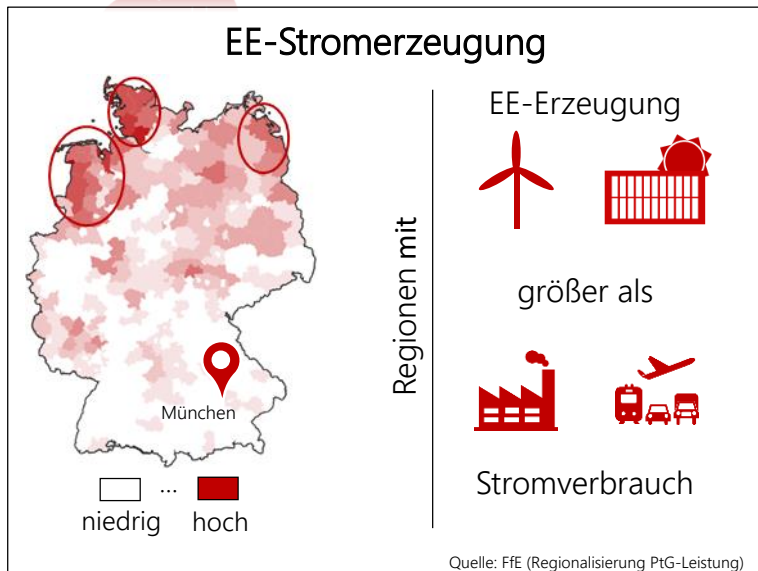 EE-Stromerzeugung
München
niedrig
...
hoch
Regionen mit
EE-Erzeugung
größer als
Stromverbrauch
Quelle: FfE (Regionalisierung PtG-Leistung)